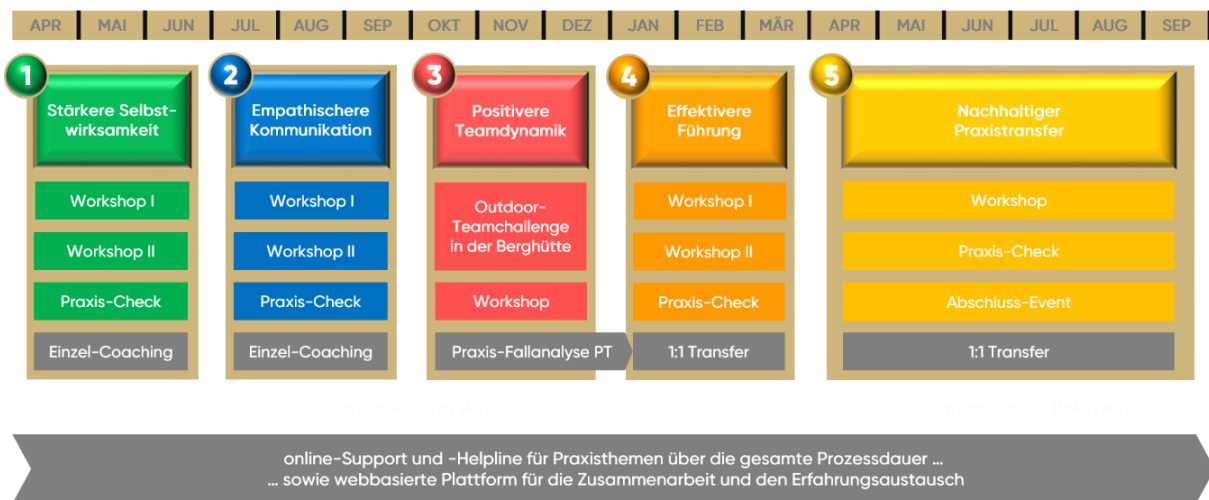 APR MAI JUN JUL AUG SEP OKT NOV DEZ JAN FEB MÄR APR MAI JUN JUL AUG SEP
1
Stärkere Selbst-
wirksamkeit
Workshop I
Workshop II
Praxis-Check
Einzel-Coaching
2
Empathischere
Kommunikation
Workshop I
Workshop II
Praxis-Check
Einzel-Coaching
3
Positivere
Teamdynamik
Outdoor-
Teamchallenge
in der Berghütte
Workshop
Praxis-Fallanalyse PT
4
Effektivere
Führung
Workshop I
Workshop II
Praxis-Check
1:1 Transfer
5
Nachhaltiger
Praxistransfer
Workshop
Praxis-Check
Abschluss-Event
1:1 Transfer
online-Support und -Helpline für Praxisthemen über die gesamte Prozessdauer ...
... sowie webbasierte Plattform für die Zusammenarbeit und den Erfahrungsaustausch